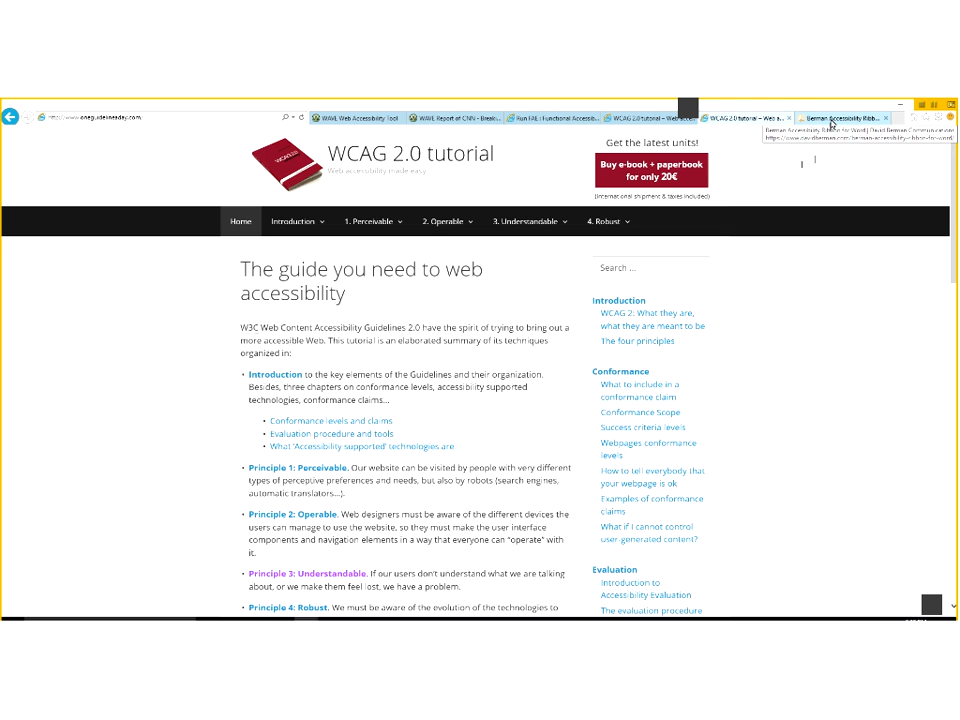 http://www.oneguidelineaday.com/
WAVE Web Accessibility Tool
WAVE Report of CNN - Break...
Run FAE : Functional Accessib...
WCAG 2.0 tutorial – Web acce...
WCAG 2.0 tutorial – Web a...
Berman Accessibility Ribb...
Berman Accessibility Ribbon for Word | David Berman Communications
https://www.davidberman.com/berman-accessibility-ribbon-for-word
WCAG 2.0
WCAG 2.0 tutorial
Web accessibility made easy
Get the latest units!
Buy e-book + paperbook
for only 20€
(International shipment & taxes included)
Home
Introduction
1. Perceivable
2. Operable
3. Understandable
4. Robust
The guide you need to web
accessibility
W3C Web Content Accessibility Guidelines 2.0 have the spirit of trying to bring out a
more accessible Web. This tutorial is an elaborated summary of its techniques
organized in:
• Introduction to the key elements of the Guidelines and their organization.
Besides, three chapters on conformance levels, accessibility supported
technologies, conformance claims...
• Conformance levels and claims
• Evaluation procedure and tools
• What 'Accessibility supported' technologies are
• Principle 1: Perceivable. Our website can be visited by people with very different
types of perceptive preferences and needs, but also by robots (search engines,
automatic translators...).
• Principle 2: Operable. Web designers must be aware of the different devices the
users can manage to use the website, so they must make the user interface
components and navigation elements in a way that everyone can "operate" with
it.
• Principle 3: Understandable. If our users don't understand what we are talking
about, or we make them feel lost, we have a problem.
• Principle 4: Robust. We must be aware of the evolution of the technologies to
Search ...
Introduction
WCAG 2: What they are,
what they are meant to be
The four principles
Conformance
What to include in a
conformance claim
Conformance Scope
Success criteria levels
Webpages conformance
levels
How to tell everybody that
your webpage is ok
Examples of conformance
claims
What if I cannot control
user-generated content?
Evaluation
Introduction to
Accessibility Evaluation
The evaluation procedure